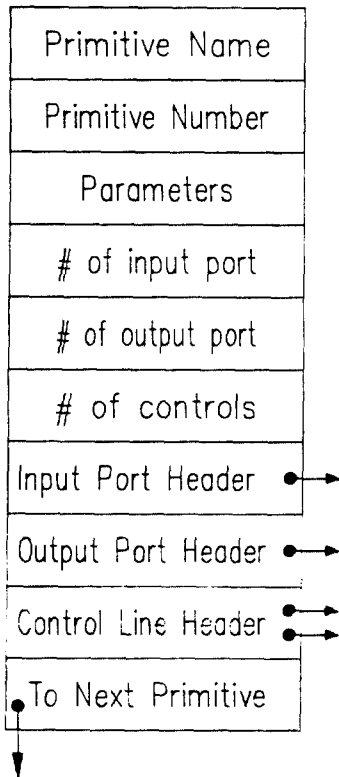 Primitive Name
Primitive Number
Parameters
# of input port
# of output port
# of controls
Input Port Header
Output Port Header
Control Line Header
To Next Primitive